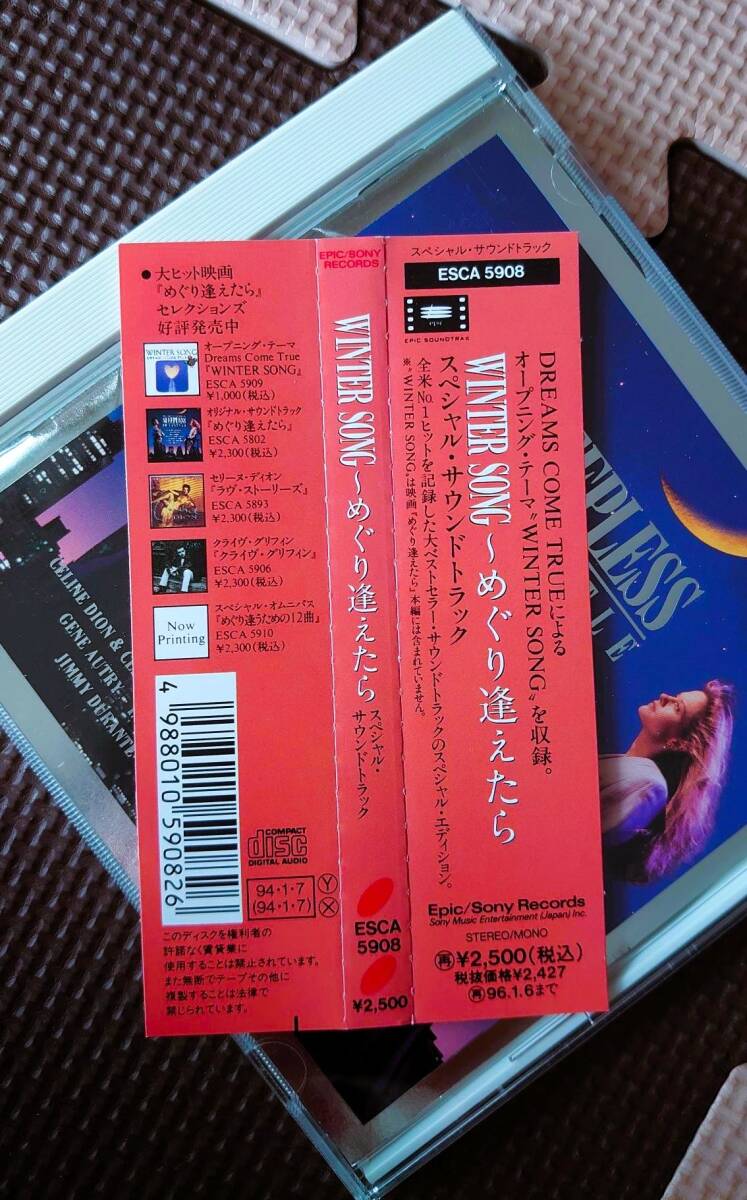 ●大ヒット映画
『めぐり逢えたら』
セレクションズ
好評発売中
オープニング・テーマ
Dreams Come True
『WINTER SONG』
ESCA 5909
¥1,000(税込)
オリジナル・サウンドトラック
『めぐり逢えたら』
ESCA 5802
¥2,300(税込)
セリーヌ・ディオン
『ラヴ・ストーリーズ』
ESCA 5893
¥2,300(税込)
クライヴ・グリフィン
『クライヴ・グリフィン』
ESCA 5906
¥2,300(税込)
Now
Printing
スペシャル・オムニバス
『めぐり逢うための12曲』
ESCA 5910
¥2,300(税込)
WINTER SONG
4 988010 590826
COMPACT
disc
DIGITAL AUDIO
94・1・7
(94・1・7)
Y
X
このディスクを権利者の
許諾なく賃貸業に
使用することは禁止されています。
また無断でテープその他に
複製することは法律で
禁じられています。
EPIC/SONY
RECORDS
WINTER SONG〜めぐり逢えたら
スペシャル・
サウンドトラック
ESCA
5908
¥2,500
スペシャル・サウンドトラック
ESCA 5908
epic
EPIC SOUNDTRAX
DREAMS COME TRUEによる
オープニング・テーマ"WINTER SONG"を収録。
WINTER SONG〜めぐり逢えたら
スペシャル・サウンドトラック
全米No.1ヒットを記録した大ベストセラー・サウンドトラックのスペシャル・エディション。
※"WINTER SONG"は映画『めぐり逢えたら』本編には含まれていません。
Epic/Sony Records
Sony Music Entertainment (Japan) Inc.
STEREO/MONO
再¥2,500(税込)
税抜価格¥2,427
再96.1.6まで
EPLESS
TLE
CELINE DION & CL
GENE AUTRY
JIMMY DURANTE